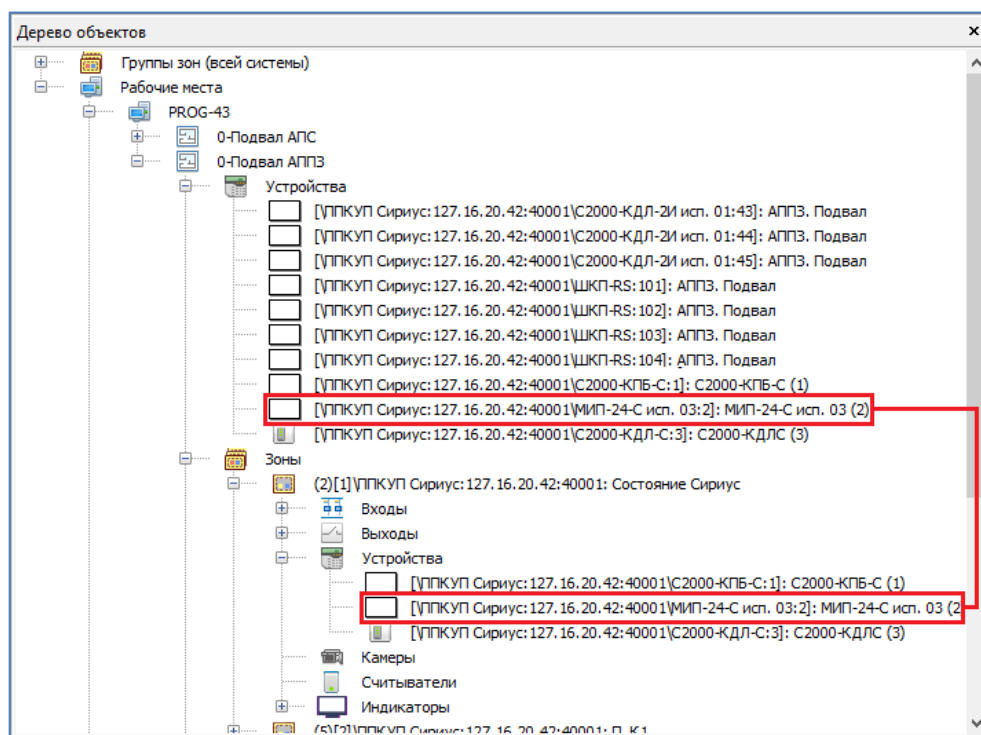 Дерево объектов
Группы зон (всей системы)
Рабочие места
PROG-43
0-Подвал АПС
0-Подвал АППЗ
Устройства
[\ППКУП Сириус:127.16.20.42:40001\С2000-КДЛ-2И исп. 01:43]: АППЗ. Подвал
[\ППКУП Сириус:127.16.20.42:40001\С2000-КДЛ-2И исп. 01:44]: АППЗ. Подвал
[\ППКУП Сириус:127.16.20.42:40001\С2000-КДЛ-2И исп. 01:45]: АППЗ. Подвал
[\ППКУП Сириус:127.16.20.42:40001\ШКП-RS:101]: АППЗ. Подвал
[\ППКУП Сириус:127.16.20.42:40001\ШКП-RS:102]: АППЗ. Подвал
[\ППКУП Сириус:127.16.20.42:40001\ШКП-RS:103]: АППЗ. Подвал
[\ППКУП Сириус:127.16.20.42:40001\ШКП-RS:104]: АППЗ. Подвал
[\ППКУП Сириус:127.16.20.42:40001\С2000-КПБ-С:1]: С2000-КПБ-С (1)
[\ППКУП Сириус:127.16.20.42:40001\МИП-24-С исп. 03:2]: МИП-24-С исп. 03 (2)
[\ППКУП Сириус:127.16.20.42:40001\С2000-КДЛ-С:3]: С2000-КДЛС (3)
Зоны
(2)[1]\ППКУП Сириус:127.16.20.42:40001: Состояние Сириус
Входы
Выходы
Устройства
[\ППКУП Сириус:127.16.20.42:40001\С2000-КПБ-С:1]: С2000-КПБ-С (1)
[\ППКУП Сириус:127.16.20.42:40001\МИП-24-С исп. 03:2]: МИП-24-С исп. 03 (2
[\ППКУП Сириус:127.16.20.42:40001\С2000-КДЛ-С:3]: С2000-КДЛС (3)
Камеры
Считыватели
Индикаторы
(5)[2]\ППКУП Сириус:127.16.20.42:40001: П_К1